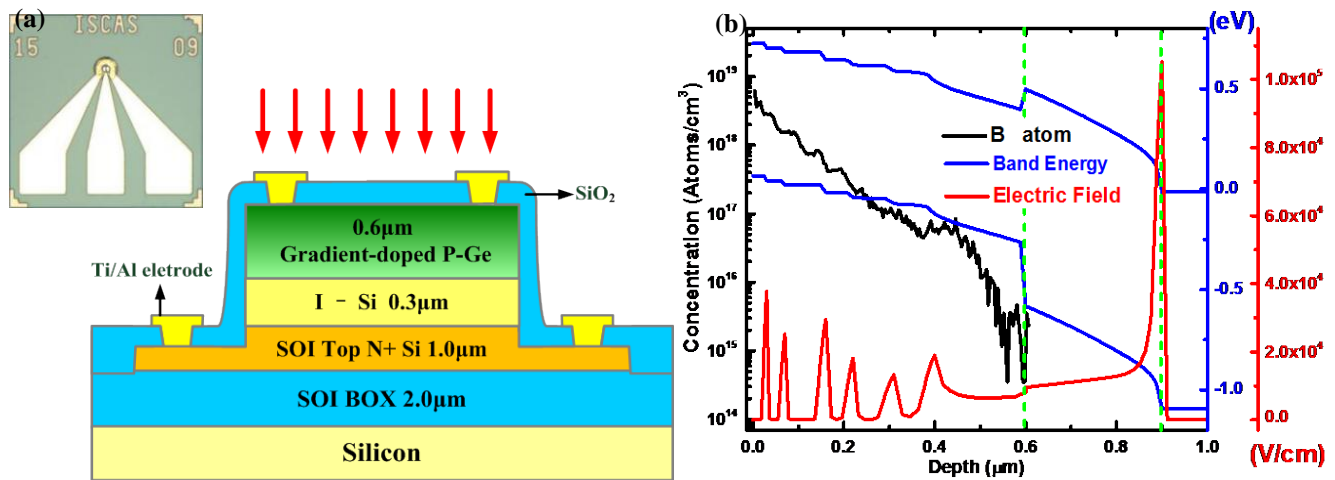 (a)
ISCAS
15 09
SiO₂
0.6μm
Gradient-doped P-Ge
Ti/Al eletrode
I - Si 0.3μm
SOI Top N+ Si 1.0μm
SOI BOX 2.0μm
Silicon
(b)
(eV)
Concentration (Atoms/cm³)
10¹⁹
10¹⁸
10¹⁷
10¹⁶
10¹⁵
10¹⁴
B atom
Band Energy
Electric Field
0.5
0.0
-0.5
-1.0
1.0x10⁵
8.0x10⁴
6.0x10⁴
4.0x10⁴
2.0x10⁴
0.0
0.0 0.2 0.4 0.6 0.8 1.0
Depth (μm)
(V/cm)